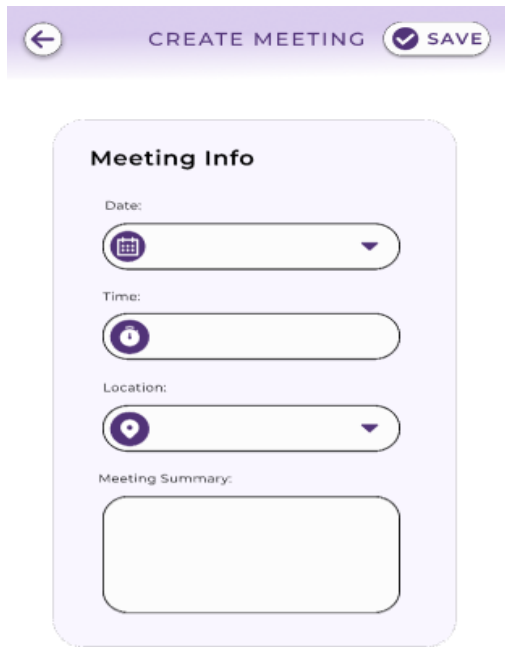 CREATE MEETING SAVE
Meeting Info
Date:
Time:
Location:
Meeting Summary: